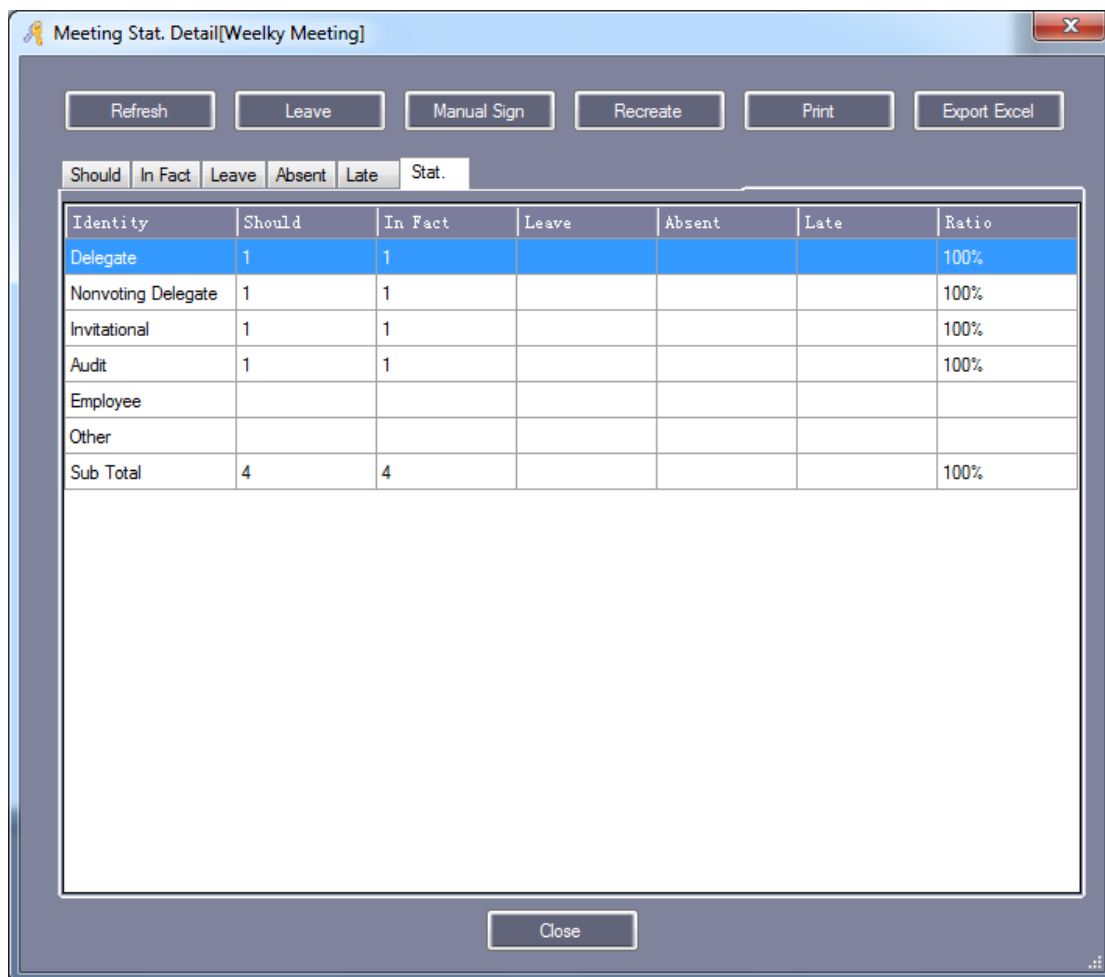 Meeting Stat. Detail[Weelky Meeting]
Refresh Leave Manual Sign Recreate Print Export Excel
Should In Fact Leave Absent Late Stat.
Identity Should In Fact Leave Absent Late Ratio
Delegate 1 1 100%
Nonvoting Delegate 1 1 100%
Invitational 1 1 100%
Audit 1 1 100%
Employee
Other
Sub Total 4 4 100%
Close